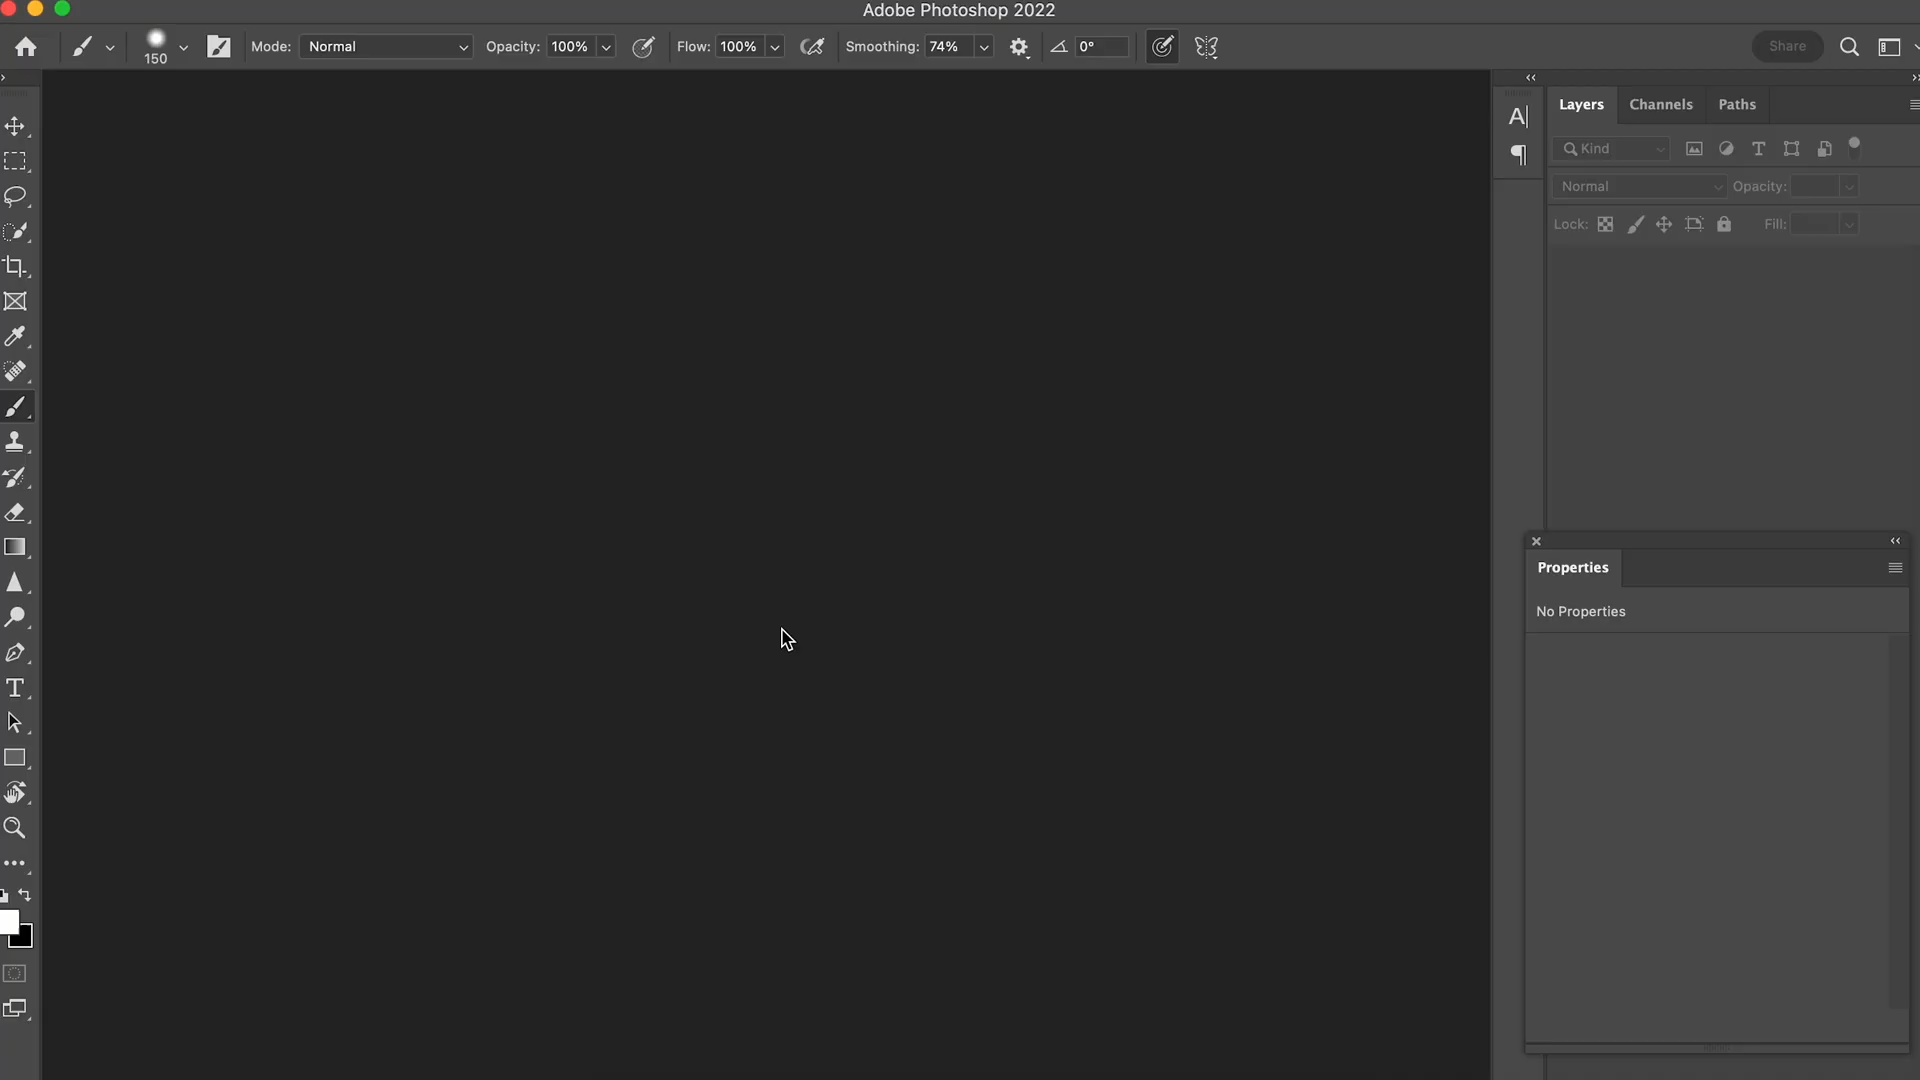 Adobe Photoshop 2022
150
Mode: Normal
Opacity: 100%
Flow: 100%
Smoothing: 74%
0°
Share
Layers
Channels
Paths
Kind
Normal
Opacity:
Lock:
Fill:
Properties
No Properties